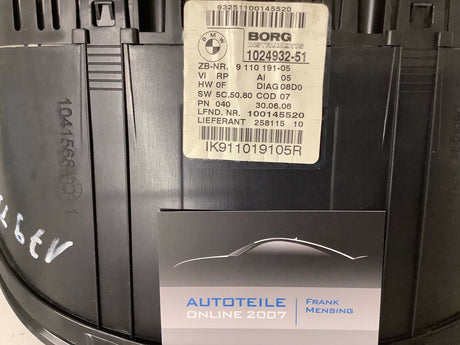 93251100145520
BMW
BORG
INSTRUMENTS
1024932-51
ZB-NR. 9 110 191-05
VI RP AI 05
HW 0F DIAG 08D0
SW 5C.50.80 COD 07
PN 040 30.06.06
LFND. NR. 100145520
LIEFERANT 258115 10
IK911019105R
1041568
1
AUTOTEILE
ONLINE 2007
FRANK
MENSING